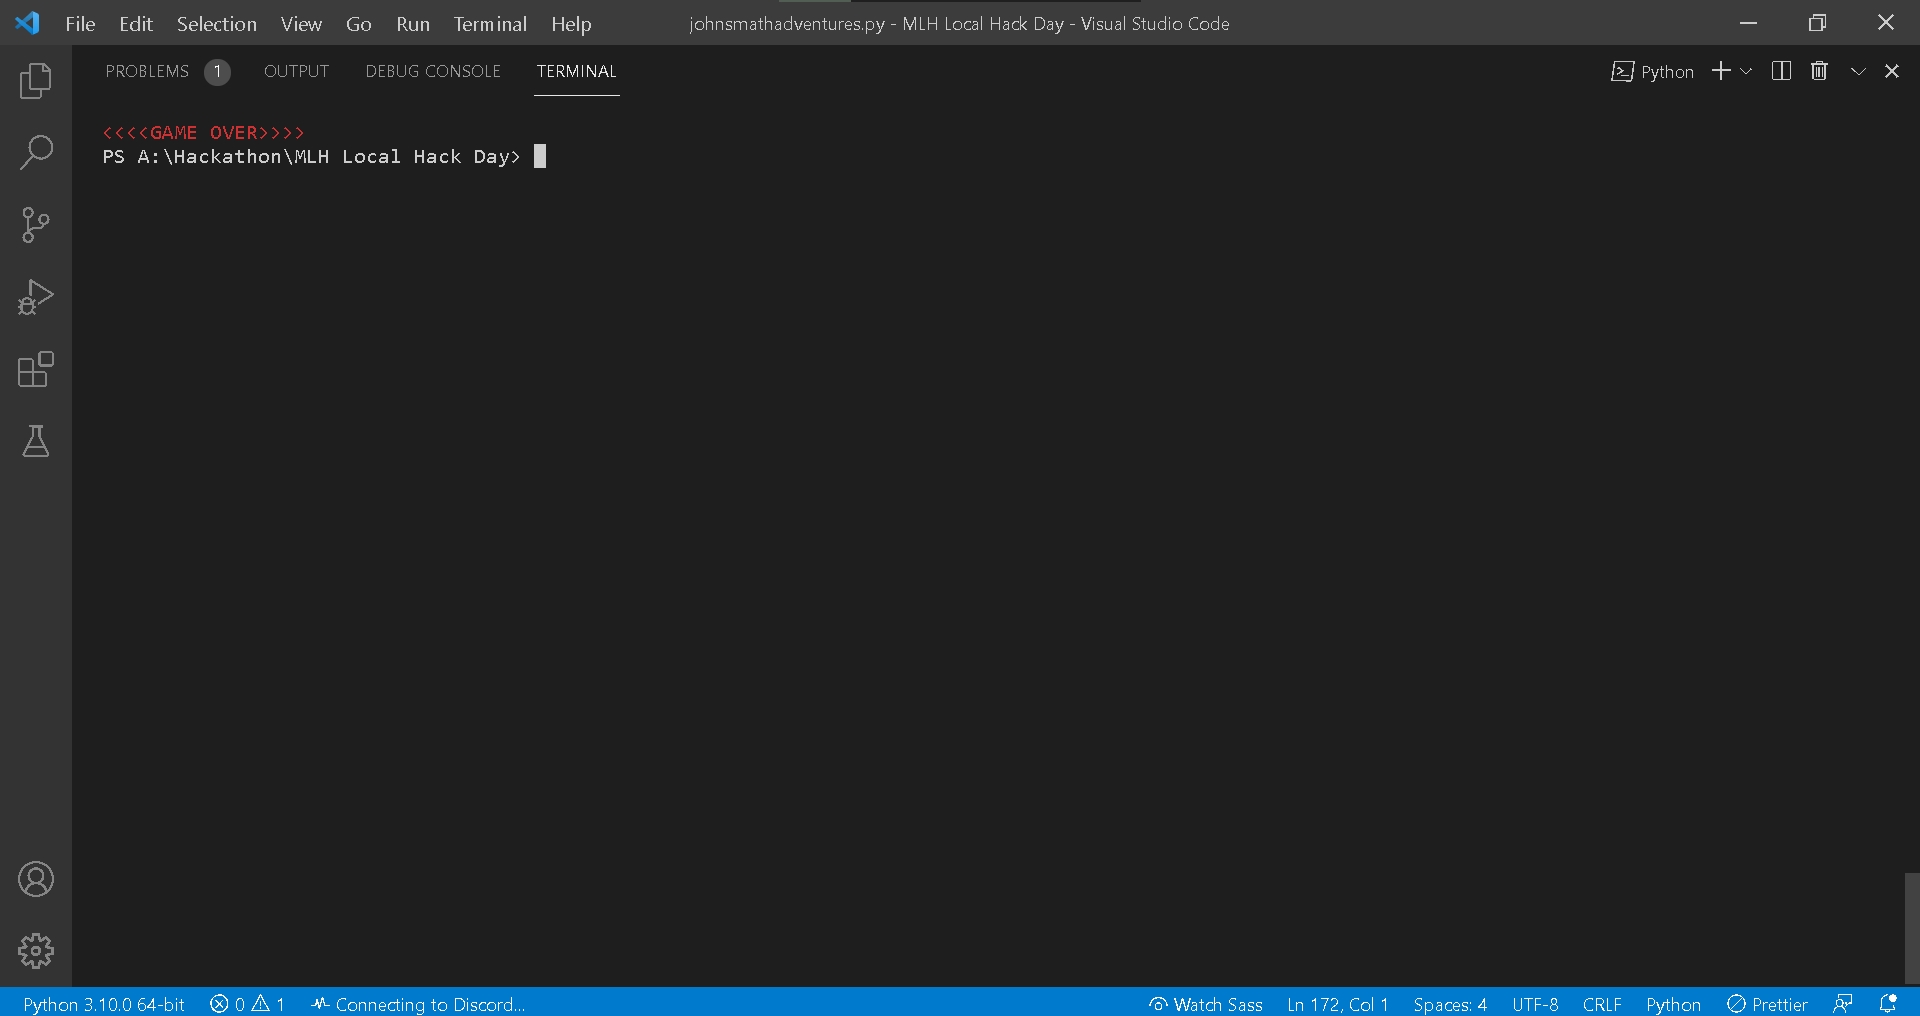 File Edit Selection View Go Run Terminal Help johnsmathadventures.py - MLH Local Hack Day - Visual Studio Code
PROBLEMS 1 OUTPUT DEBUG CONSOLE TERMINAL Python
<<<<GAME OVER>>>>
PS A:\Hackathon\MLH Local Hack Day>
Python 3.10.0 64-bit 0 1 Connecting to Discord... Watch Sass Ln 172, Col 1 Spaces: 4 UTF-8 CRLF Python Prettier